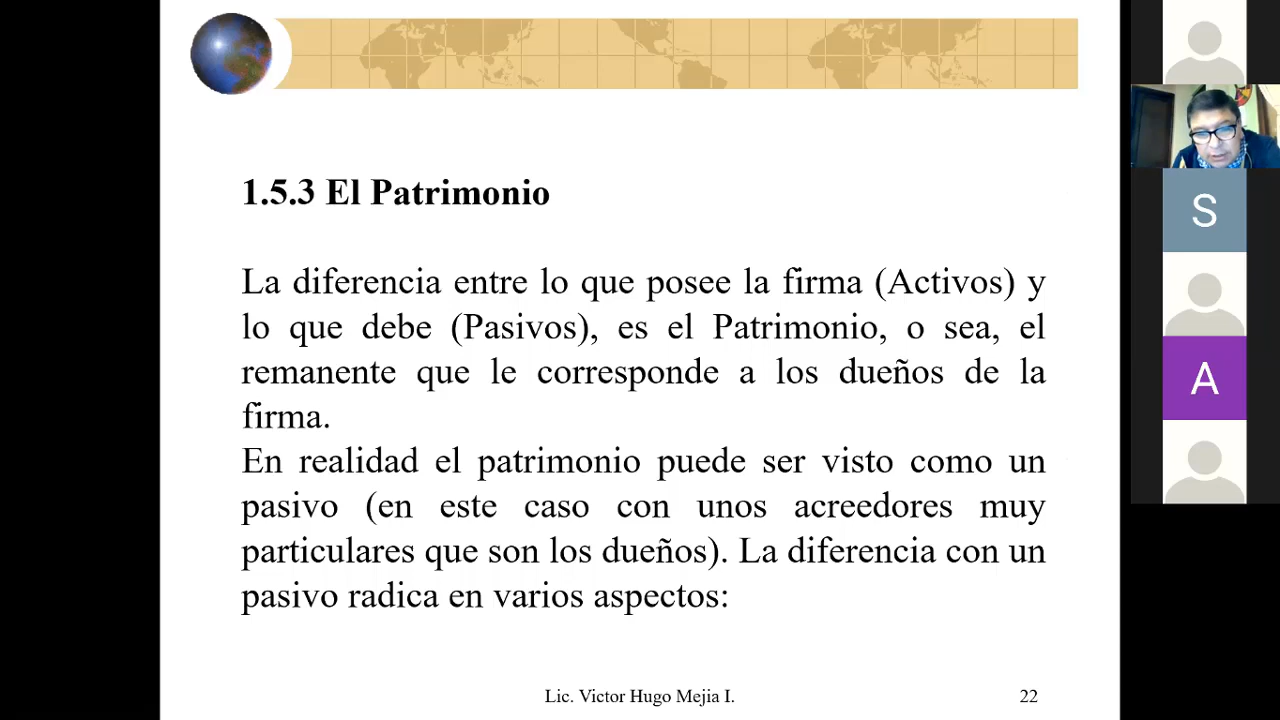 1.5.3 El Patrimonio
La diferencia entre lo que posee la firma (Activos) y
lo que debe (Pasivos), es el Patrimonio, o sea, el
remanente que le corresponde a los dueños de la
firma.
En realidad el patrimonio puede ser visto como un
pasivo (en este caso con unos acreedores muy
particulares que son los dueños). La diferencia con un
pasivo radica en varios aspectos:
Lic. Victor Hugo Mejia I.
22
S
A